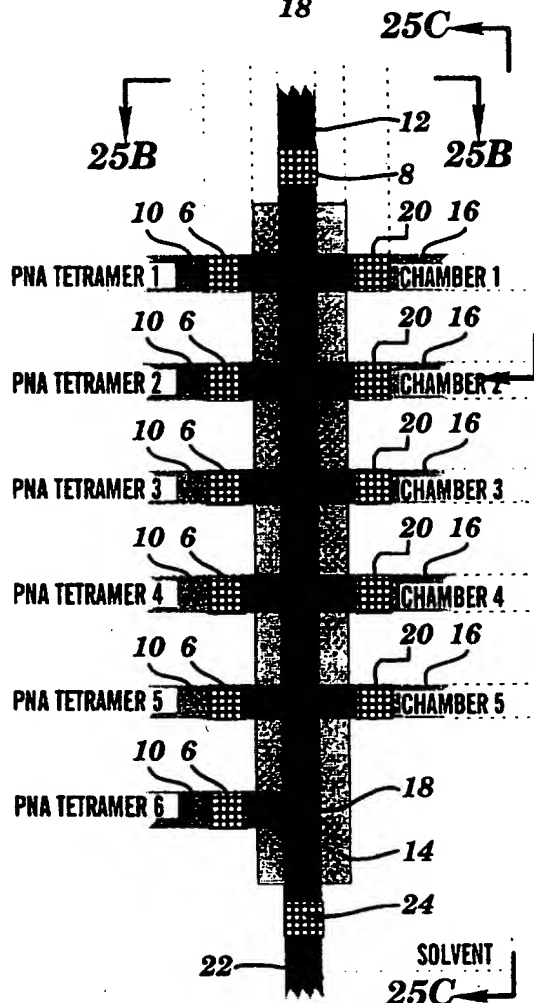 18
25C
25B 25B
12
8
10 6 20 16
PNA TETRAMER 1 CHAMBER 1
10 6 20 16
PNA TETRAMER 2 CHAMBER 2
10 6 20 16
PNA TETRAMER 3 CHAMBER 3
10 6 20 16
PNA TETRAMER 4 CHAMBER 4
10 6 20 16
PNA TETRAMER 5 CHAMBER 5
10 6
PNA TETRAMER 6
18
14
24
SOLVENT
22
25C